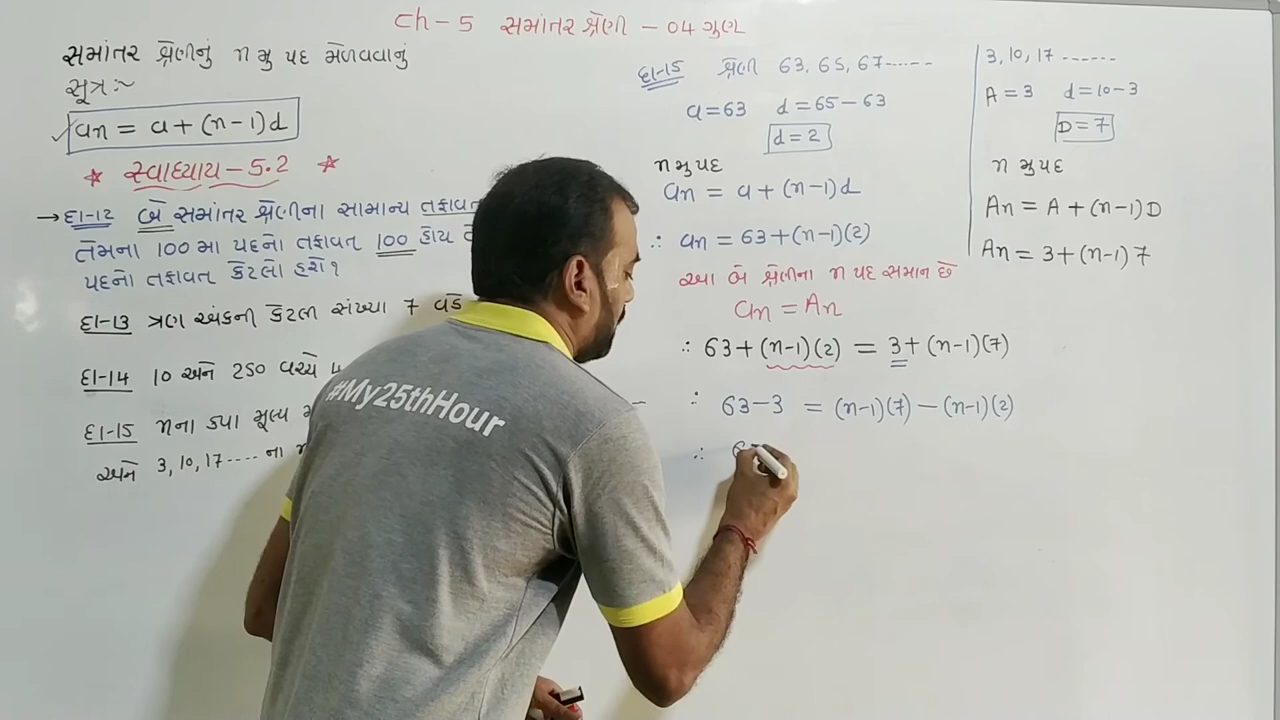 Ch - 5 સમાંતર શ્રેણી - 04 ગુણ
સમાંતર શ્રેણીનું n મુ પદ મેળવવાનું
સૂત્ર :-
an = a + (n-1)d
* સ્વાધ્યાય - 5.2 *
→ દા-12 બે સમાંતર શ્રેણીના સામાન્ય તફાવત
તેમના 100 મા પદનો તફાવત 100 હોય
પદનો તફાવત કેટલો હશે?
દા-13 ત્રણ અંકની કેટલી સંખ્યા 7 વડે
દા-14 10 અને 250 વચ્ચે 4
દા-15 nના કયા મૂલ્ય
અને 3, 10, 17 .... ના
#My25thHour
દા-15 શ્રેણી 63, 65, 67......
a = 63 d = 65 - 63
d = 2
n મુ પદ
an = a + (n-1)d
∴ an = 63 + (n-1)(2)
આ બે શ્રેણીના n પદ સમાન છે
an = An
∴ 63 + (n-1)(2) = 3 + (n-1)(7)
∴ 63 - 3 = (n-1)(7) - (n-1)(2)
∴ 6
3, 10, 17 ......
A = 3 d = 10 - 3
D = 7
n મુ પદ
An = A + (n-1)D
An = 3 + (n-1) 7